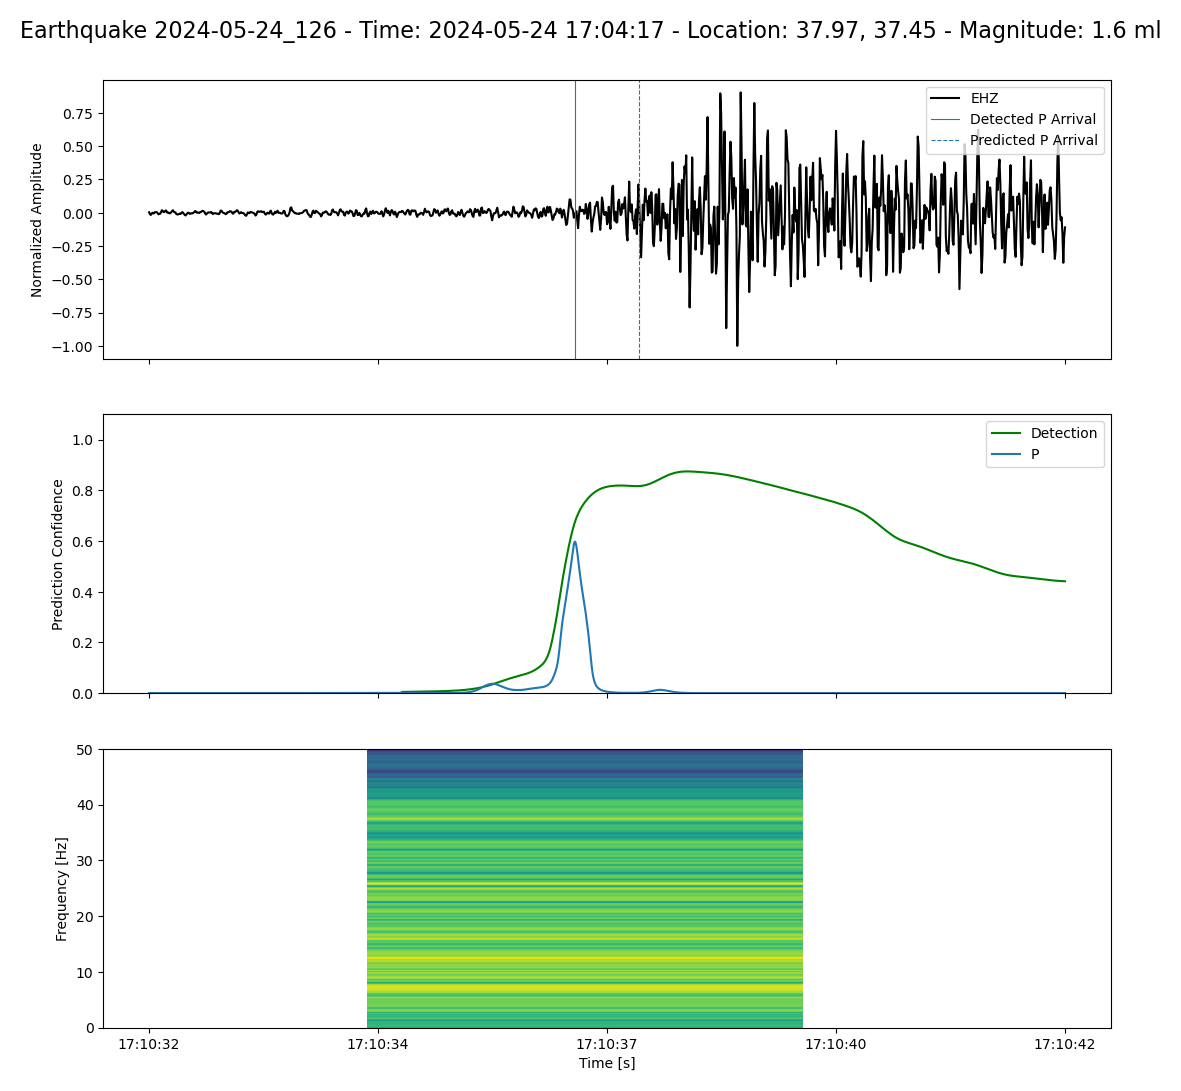 Earthquake 2024-05-24_126 - Time: 2024-05-24 17:04:17 - Location: 37.97, 37.45 - Magnitude: 1.6 ml
Normalized Amplitude
0.75
0.50
0.25
0.00
−0.25
−0.50
−0.75
−1.00
EHZ
Detected P Arrival
Predicted P Arrival
Prediction Confidence
1.0
0.8
0.6
0.4
0.2
0.0
Detection
P
Frequency [Hz]
50
40
30
20
10
0
17:10:32
17:10:34
17:10:37
17:10:40
17:10:42
Time [s]